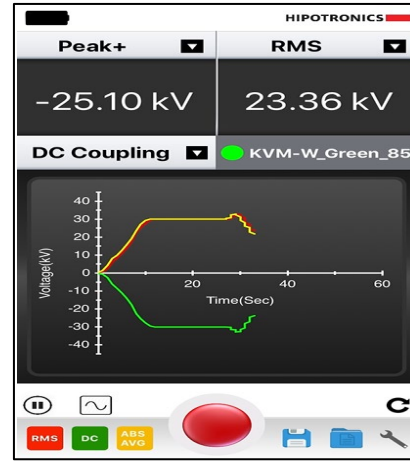 HIPOTRONICS
Peak+ RMS
-25.10 kV 23.36 kV
DC Coupling KVM-W_Green_85
Voltage(kV)
40
30
20
10
0
-10
-20
-30
-40
20 40 60
Time(Sec)
RMS DC ABS
AVG